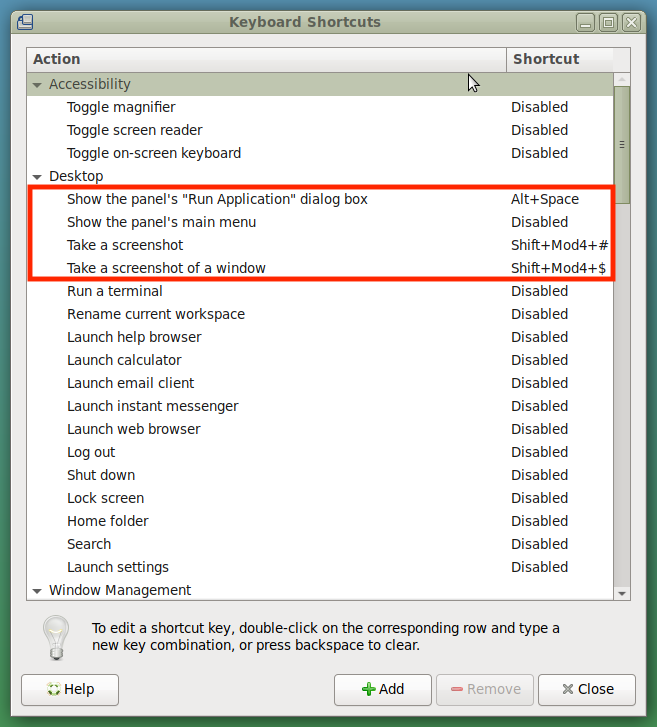 Keyboard Shortcuts
Action Shortcut
Accessibility
Toggle magnifier Disabled
Toggle screen reader Disabled
Toggle on-screen keyboard Disabled
Desktop
Show the panel's "Run Application" dialog box Alt+Space
Show the panel's main menu Disabled
Take a screenshot Shift+Mod4+#
Take a screenshot of a window Shift+Mod4+$
Run a terminal Disabled
Rename current workspace Disabled
Launch help browser Disabled
Launch calculator Disabled
Launch email client Disabled
Launch instant messenger Disabled
Launch web browser Disabled
Log out Disabled
Shut down Disabled
Lock screen Disabled
Home folder Disabled
Search Disabled
Launch settings Disabled
Window Management
To edit a shortcut key, double-click on the corresponding row and type a
new key combination, or press backspace to clear.
Help Add Remove Close